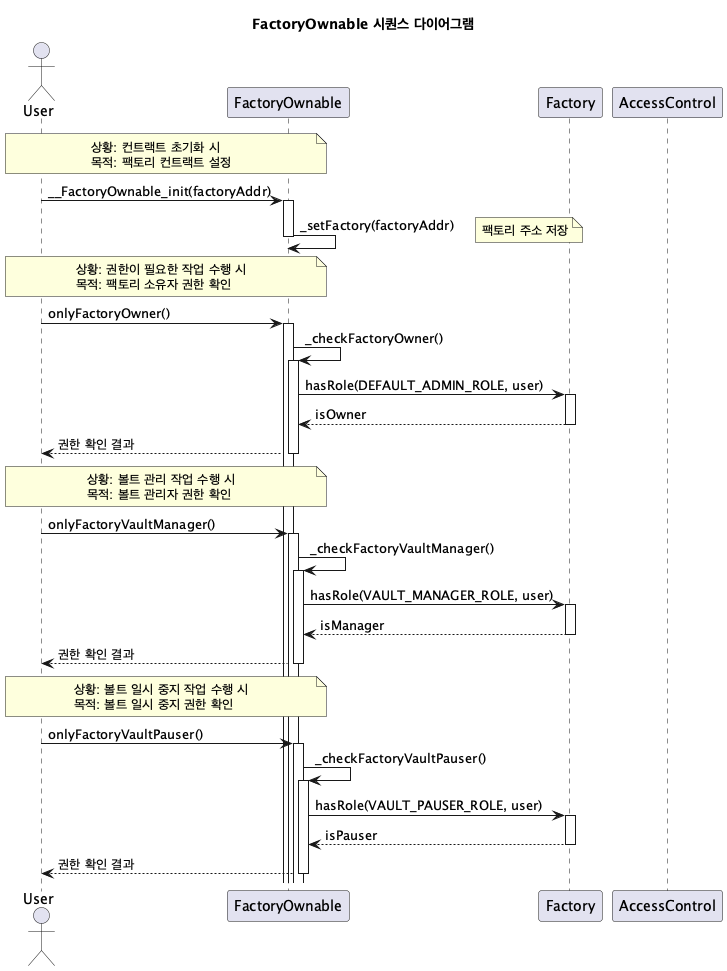 FactoryOwnable 시퀀스 다이어그램
User
FactoryOwnable
Factory
AccessControl
상황: 컨트랙트 초기화 시
목적: 팩토리 컨트랙트 설정
__FactoryOwnable_init(factoryAddr)
_setFactory(factoryAddr)
팩토리 주소 저장
상황: 권한이 필요한 작업 수행 시
목적: 팩토리 소유자 권한 확인
onlyFactoryOwner()
_checkFactoryOwner()
hasRole(DEFAULT_ADMIN_ROLE, user)
isOwner
권한 확인 결과
상황: 볼트 관리 작업 수행 시
목적: 볼트 관리자 권한 확인
onlyFactoryVaultManager()
_checkFactoryVaultManager()
hasRole(VAULT_MANAGER_ROLE, user)
isManager
권한 확인 결과
상황: 볼트 일시 중지 작업 수행 시
목적: 볼트 일시 중지 권한 확인
onlyFactoryVaultPauser()
_checkFactoryVaultPauser()
hasRole(VAULT_PAUSER_ROLE, user)
isPauser
권한 확인 결과
User
FactoryOwnable
Factory
AccessControl